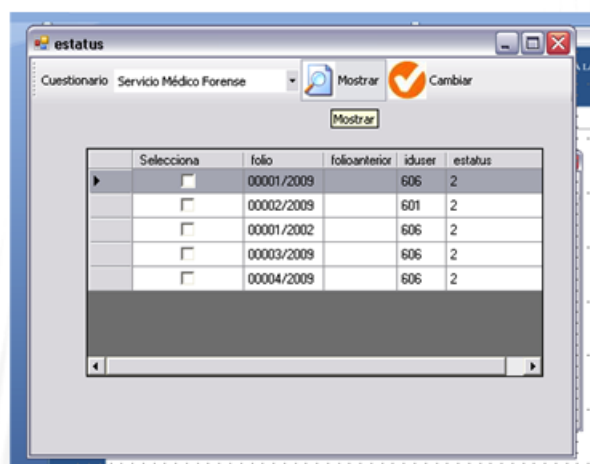 estatus
Cuestionario Servicio Médico Forense Mostrar Cambiar
Mostrar
Selecciona folio folioanterior iduser estatus
00001/2009 606 2
00002/2009 601 2
00001/2002 606 2
00003/2009 606 2
00004/2009 606 2